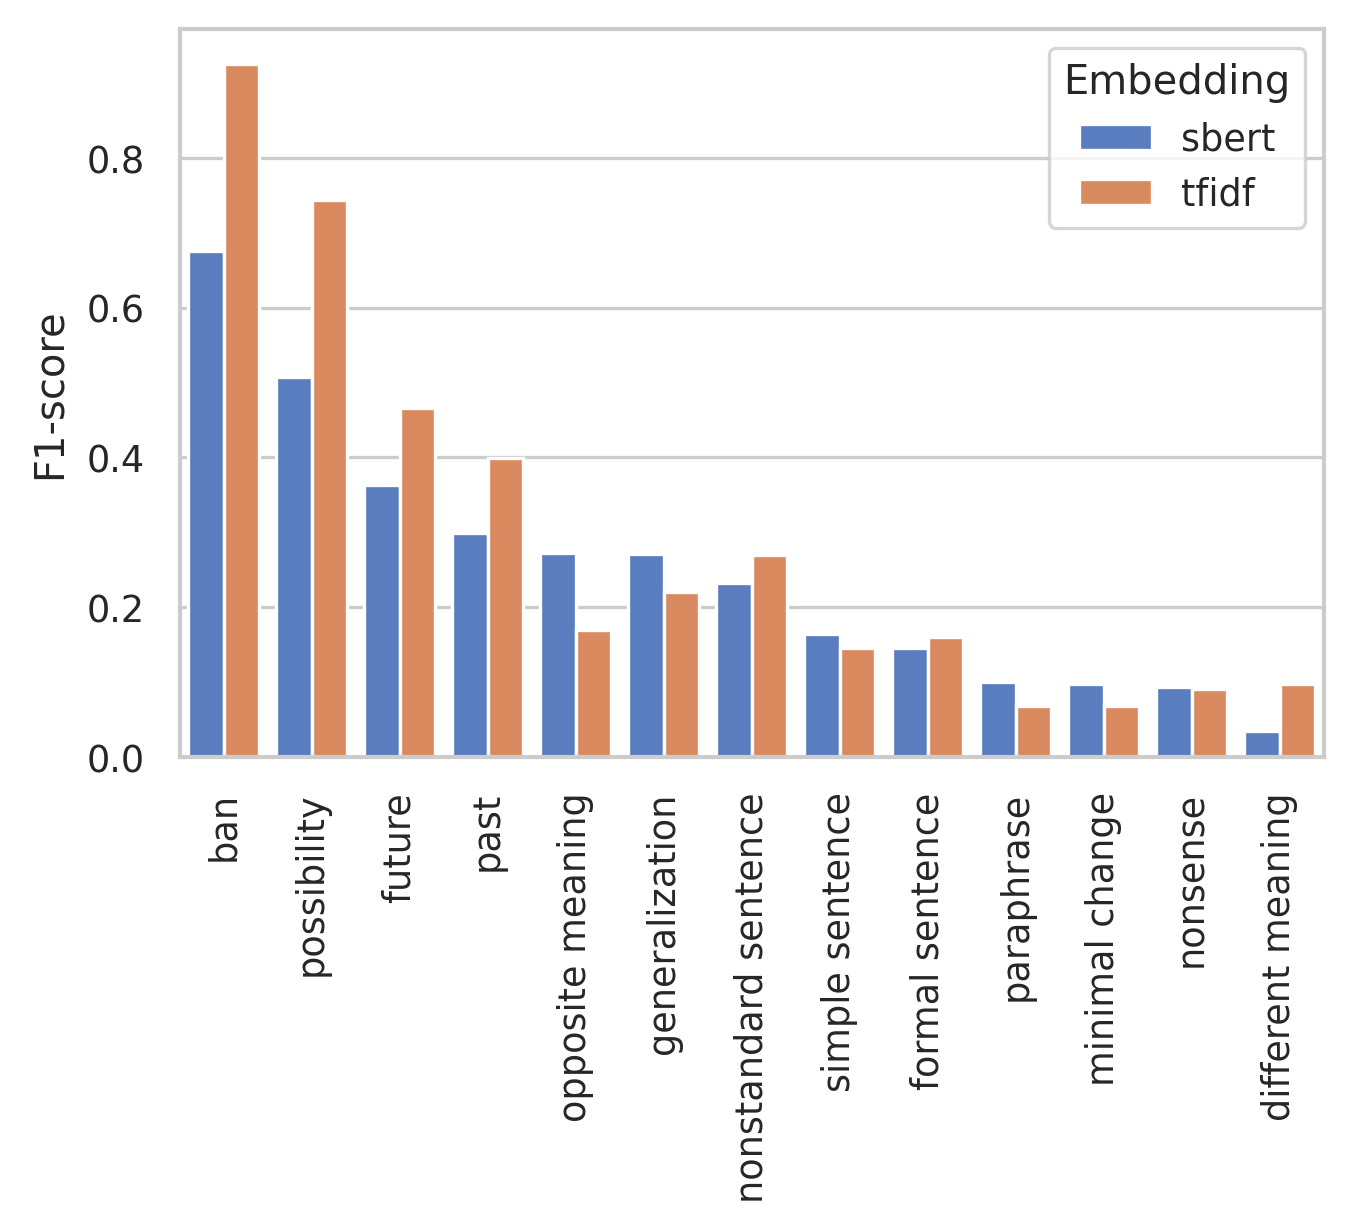 Embedding
sbert
tfidf
F1-score
0.8
0.6
0.4
0.2
0.0
ban
possibility
future
past
opposite meaning
generalization
nonstandard sentence
simple sentence
formal sentence
paraphrase
minimal change
nonsense
different meaning